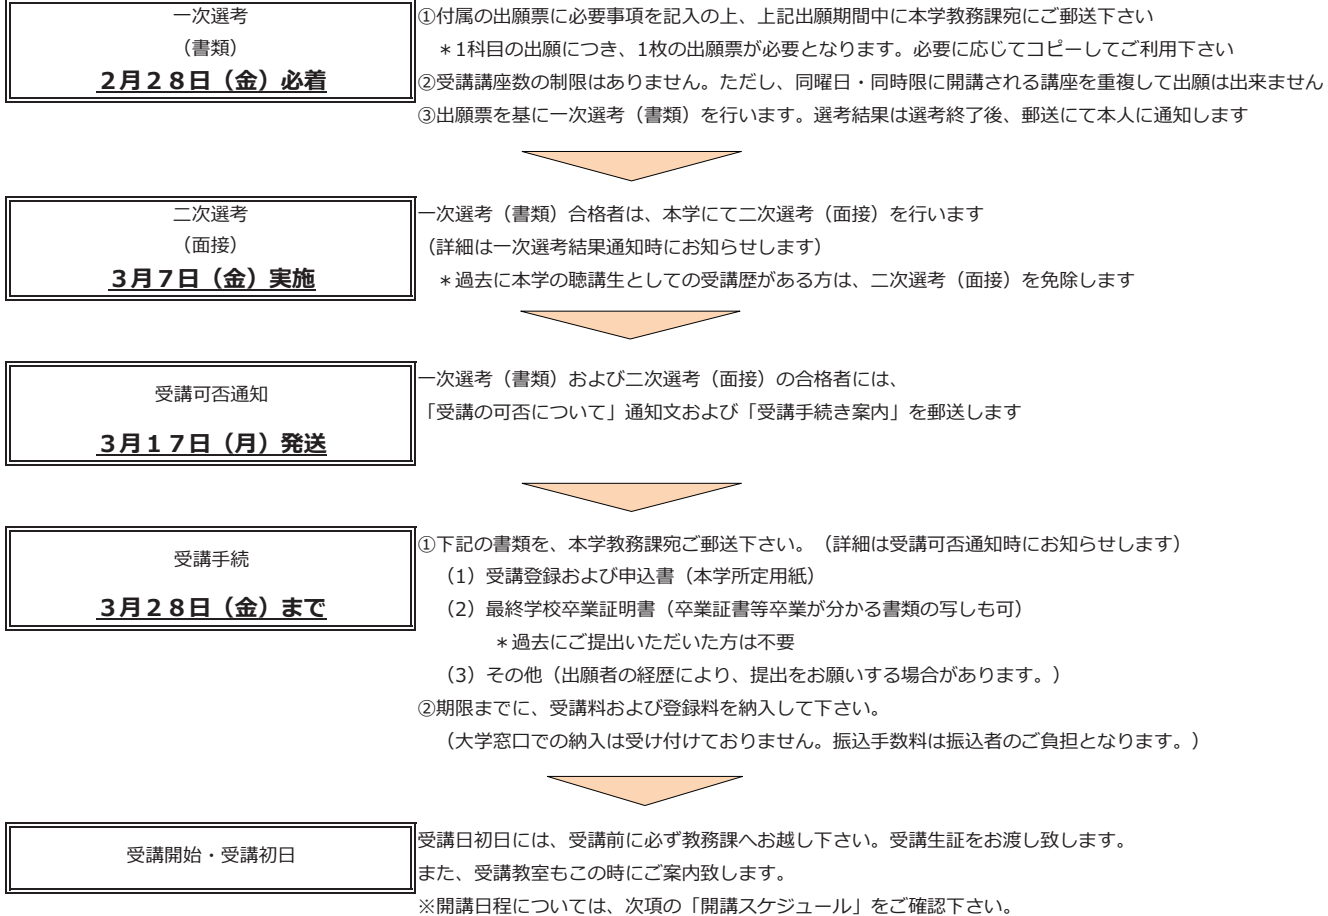 一次選考
（書類）
２月２８日（金）必着
①付属の出願票に必要事項を記入の上、上記出願期間中に本学教務課宛にご郵送下さい
＊1科目の出願につき、1枚の出願票が必要となります。必要に応じてコピーしてご利用下さい
②受講講座数の制限はありません。ただし、同曜日・同時限に開講される講座を重複して出願は出来ません
③出願票を基に一次選考（書類）を行います。選考結果は選考終了後、郵送にて本人に通知します
二次選考
（面接）
３月７日（金）実施
一次選考（書類）合格者は、本学にて二次選考（面接）を行います
（詳細は一次選考結果通知時にお知らせします）
＊過去に本学の聴講生としての受講歴がある方は、二次選考（面接）を免除します
受講可否通知
３月１７日（月）発送
一次選考（書類）および二次選考（面接）の合格者には、
「受講の可否について」通知文および「受講手続き案内」を郵送します
受講手続
３月２８日（金）まで
①下記の書類を、本学教務課宛ご郵送下さい。（詳細は受講可否通知時にお知らせします）
（1）受講登録および申込書（本学所定用紙）
（2）最終学校卒業証明書（卒業証書等卒業が分かる書類の写しも可）
＊過去にご提出いただいた方は不要
（3）その他（出願者の経歴により、提出をお願いする場合があります。）
②期限までに、受講料および登録料を納入して下さい。
（大学窓口での納入は受け付けておりません。振込手数料は振込者のご負担となります。）
受講開始・受講初日
受講日初日には、受講前に必ず教務課へお越し下さい。受講生証をお渡し致します。
また、受講教室もこの時にご案内致します。
※開講日程については、次項の「開講スケジュール」をご確認下さい。